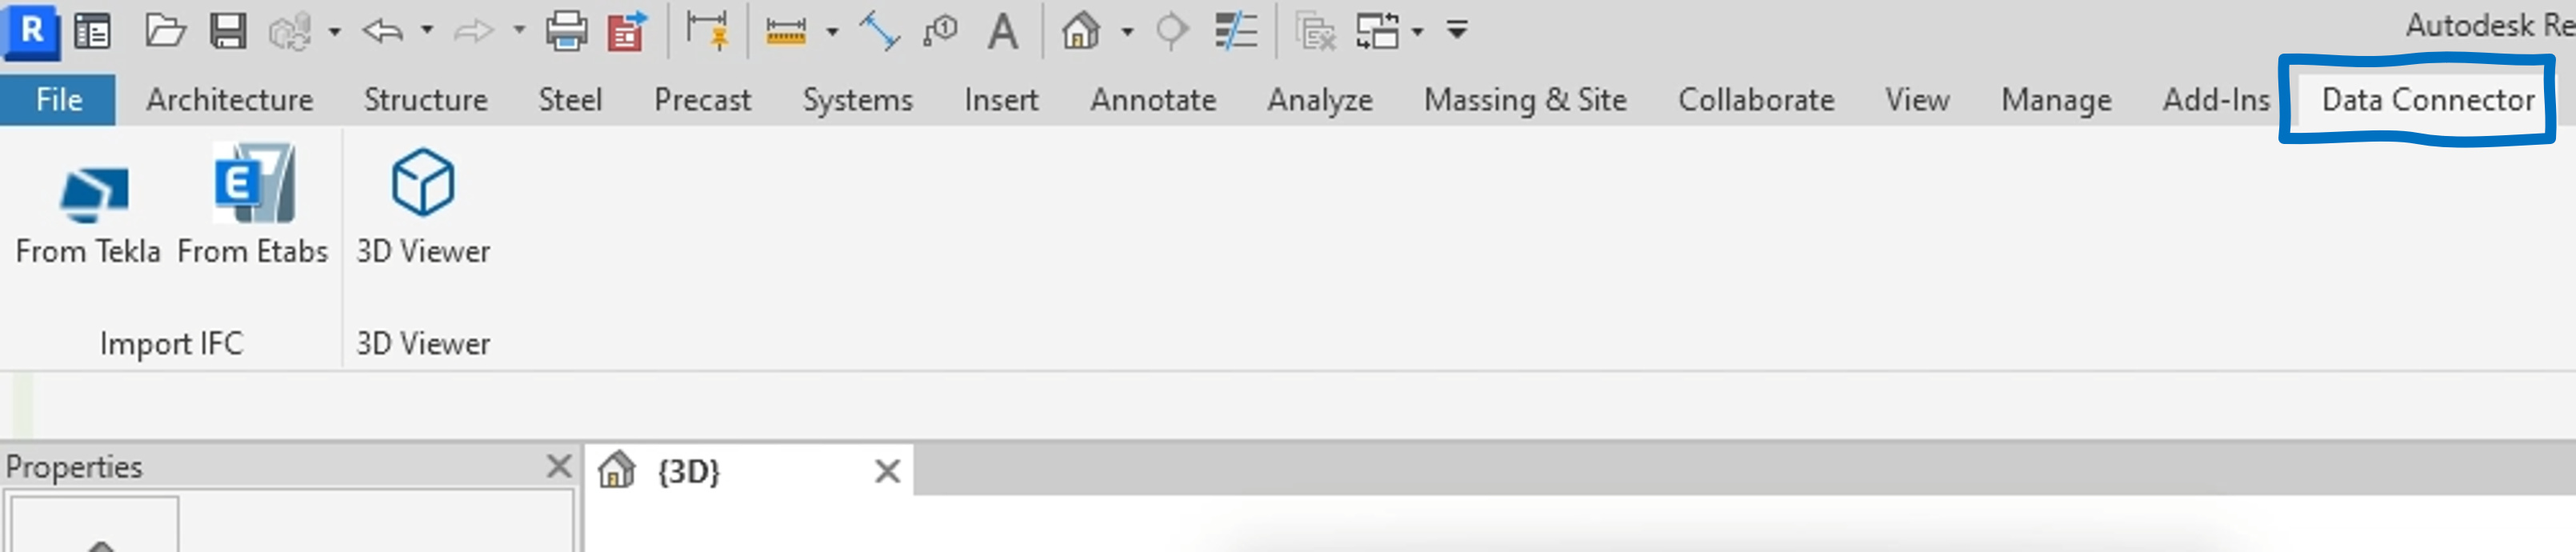 R
1 A
Autodesk Re
File Architecture Structure Steel Precast Systems Insert Annotate Analyze Massing & Site Collaborate View Manage Add-Ins Data Connector
E
From Tekla From Etabs 3D Viewer
Import IFC 3D Viewer
Properties {3D}